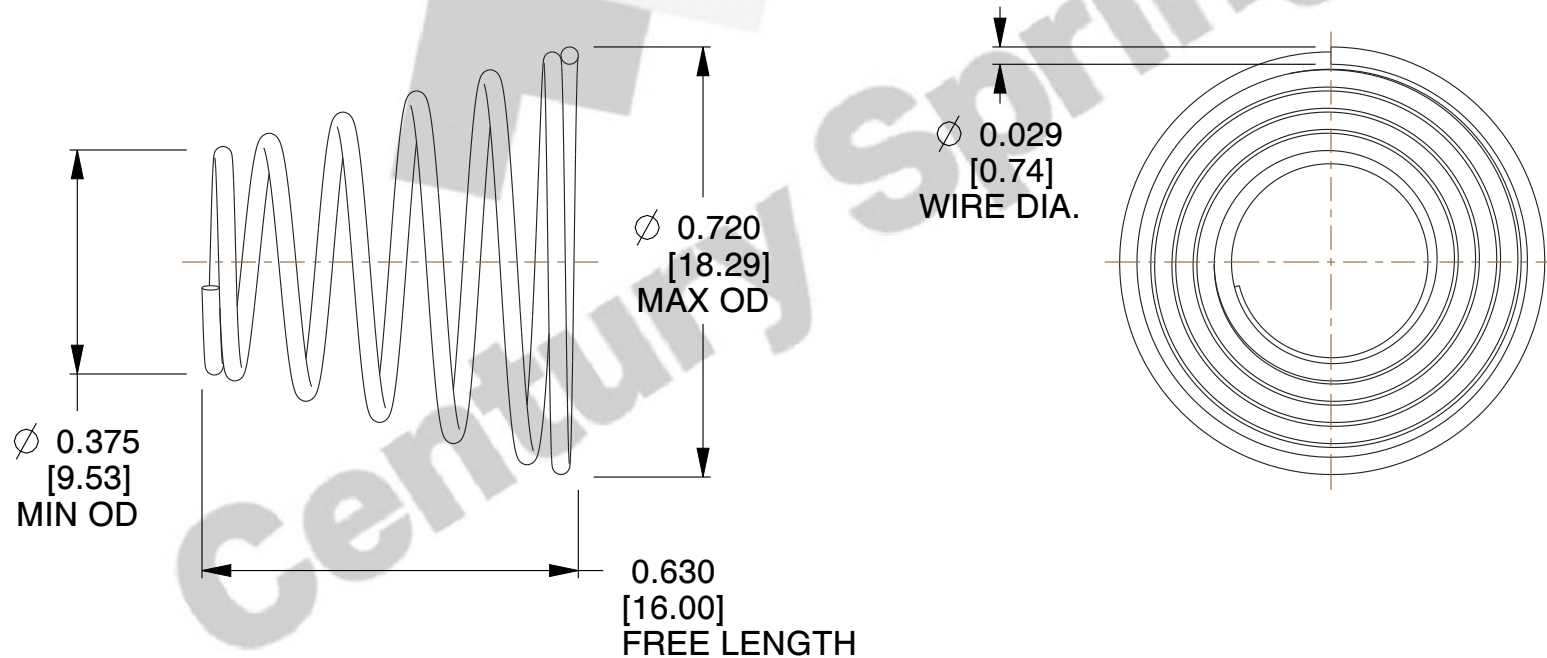 Century Spring
Ø 0.029
[0.74]
WIRE DIA.
Ø 0.720
[18.29]
MAX OD
Ø 0.375
[9.53]
MIN OD
0.630
[16.00]
FREE LENGTH